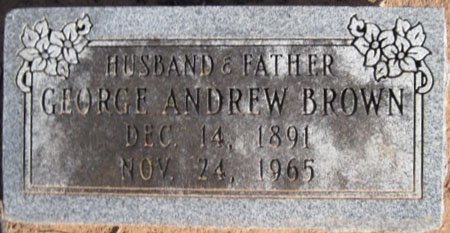 HUSBAND & FATHER
GEORGE ANDREW BROWN
DEC. 14, 1891
NOV. 24, 1965